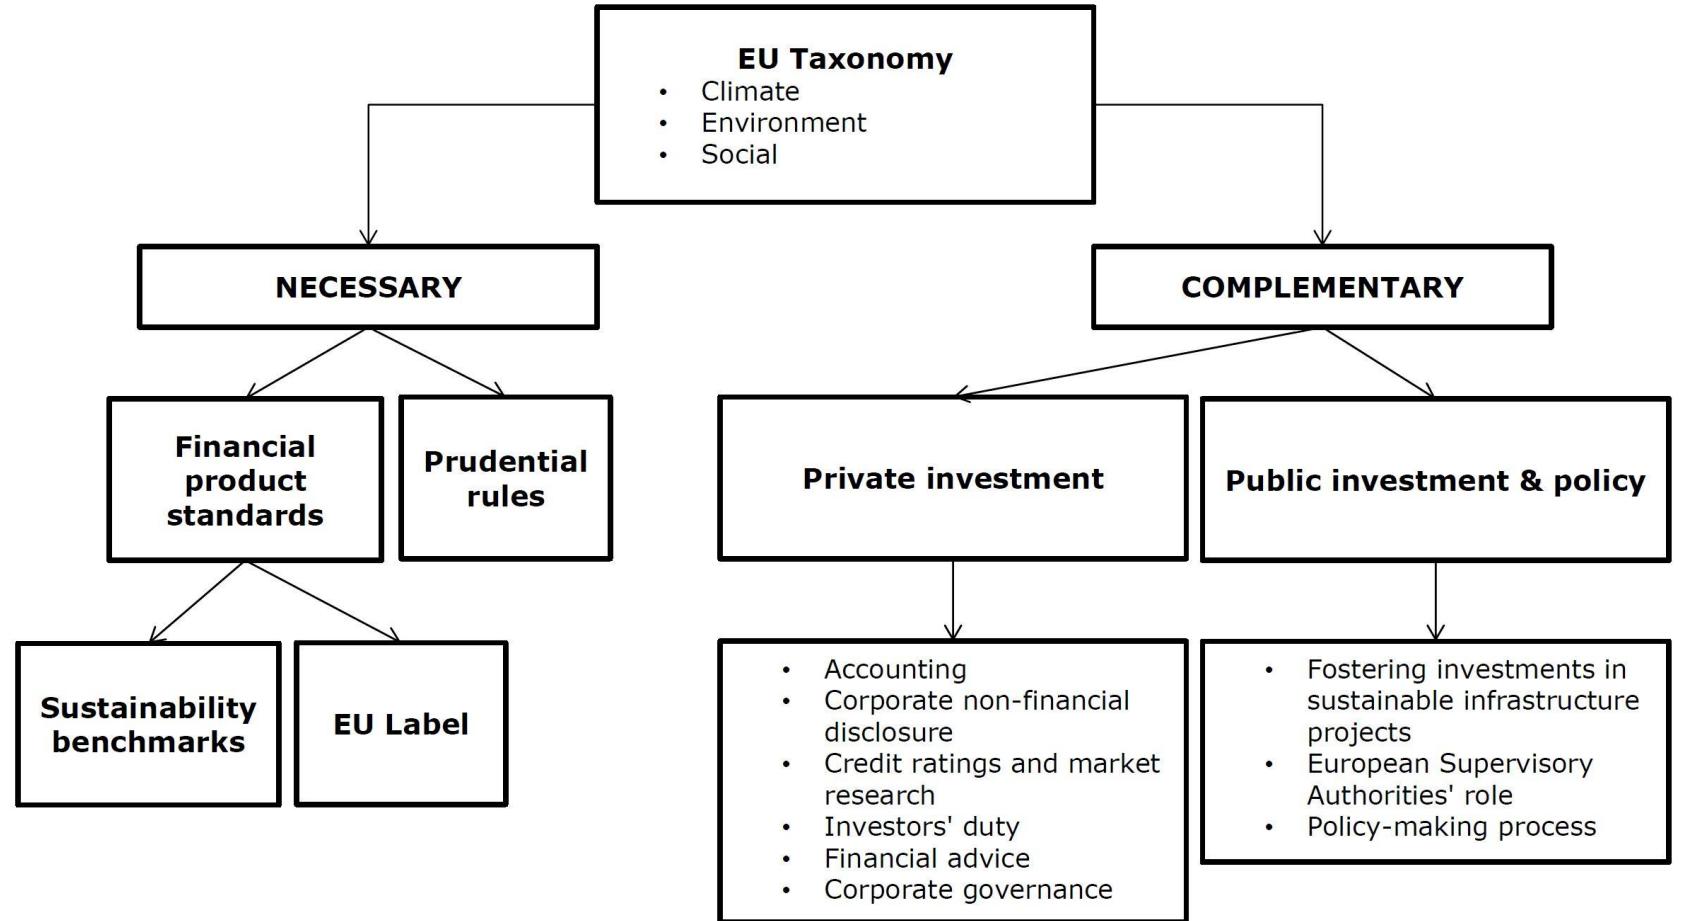 EU Taxonomy
• Climate
• Environment
• Social
NECESSARY
COMPLEMENTARY
Financial
product
standards
Prudential
rules
Private investment
Public investment & policy
Sustainability
benchmarks
EU Label
• Accounting
• Corporate non-financial
disclosure
• Credit ratings and market
research
• Investors' duty
• Financial advice
• Corporate governance
• Fostering investments in
sustainable infrastructure
projects
• European Supervisory
Authorities' role
• Policy-making process